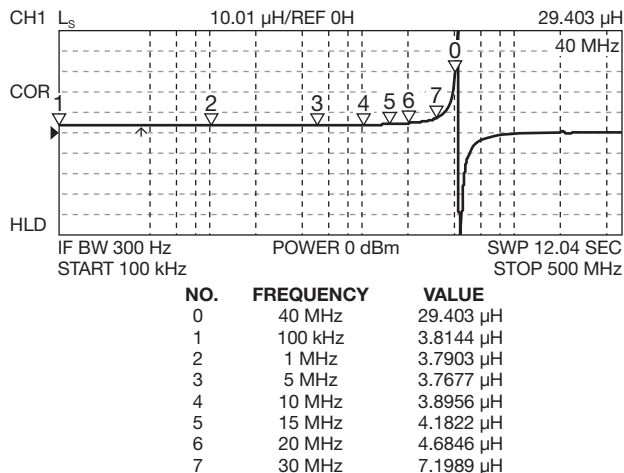 CH1 Ls 10.01 µH/REF 0H 29.403 µH
40 MHz
0
COR
1 2 3 4 5 6 7
HLD
IF BW 300 Hz POWER 0 dBm SWP 12.04 SEC
START 100 kHz STOP 500 MHz
NO. FREQUENCY VALUE
0 40 MHz 29.403 µH
1 100 kHz 3.8144 µH
2 1 MHz 3.7903 µH
3 5 MHz 3.7677 µH
4 10 MHz 3.8956 µH
5 15 MHz 4.1822 µH
6 20 MHz 4.6846 µH
7 30 MHz 7.1989 µH